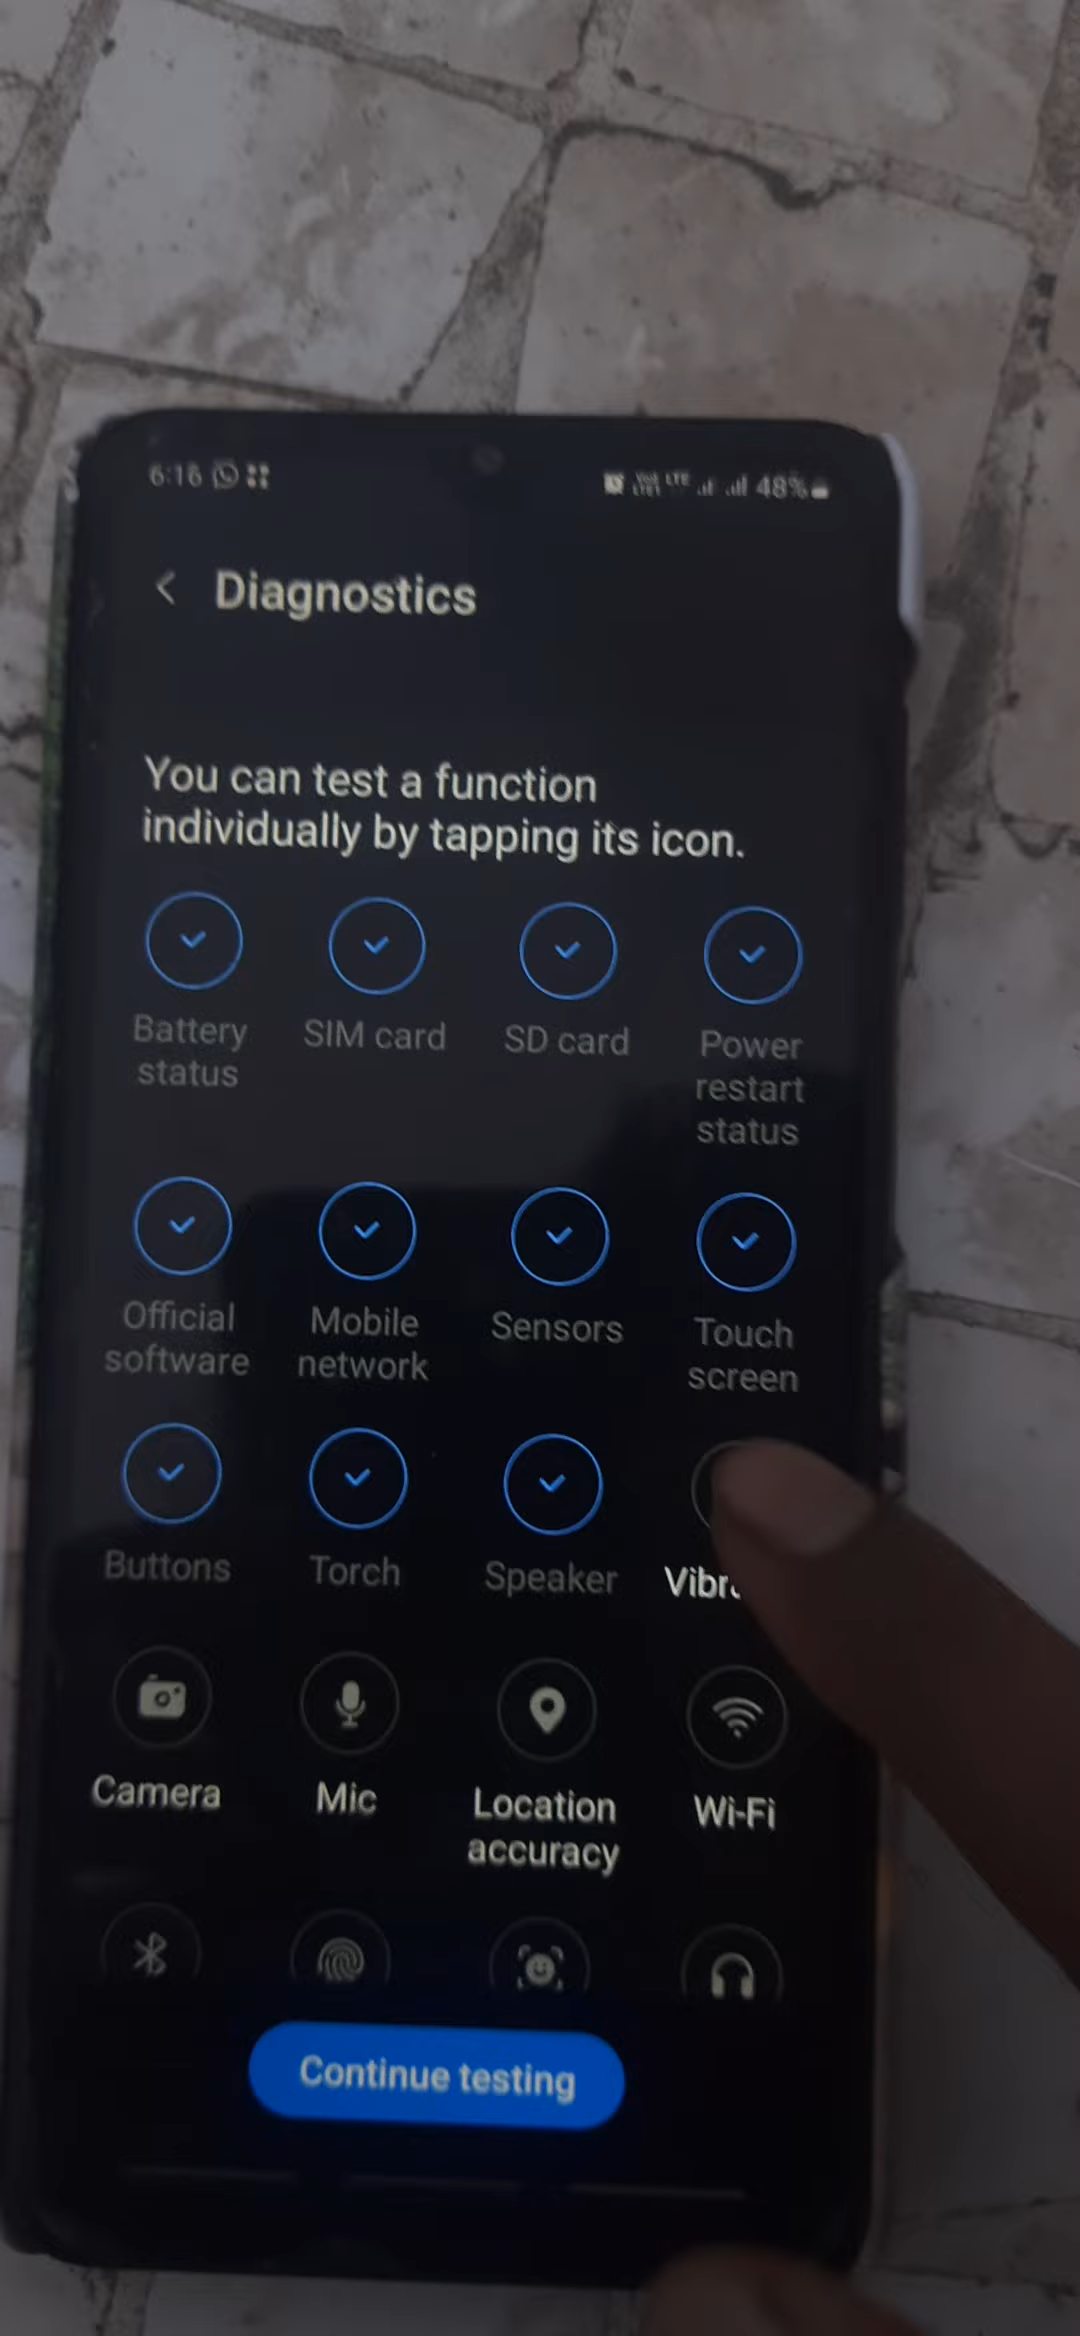 6:16
LTE
48%
Diagnostics
You can test a function
individually by tapping its icon.
Battery
status
SIM card
SD card
Power
restart
status
Official
software
Mobile
network
Sensors
Touch
screen
Buttons
Torch
Speaker
Vibr
Camera
Mic
Location
accuracy
Wi-Fi
Continue testing